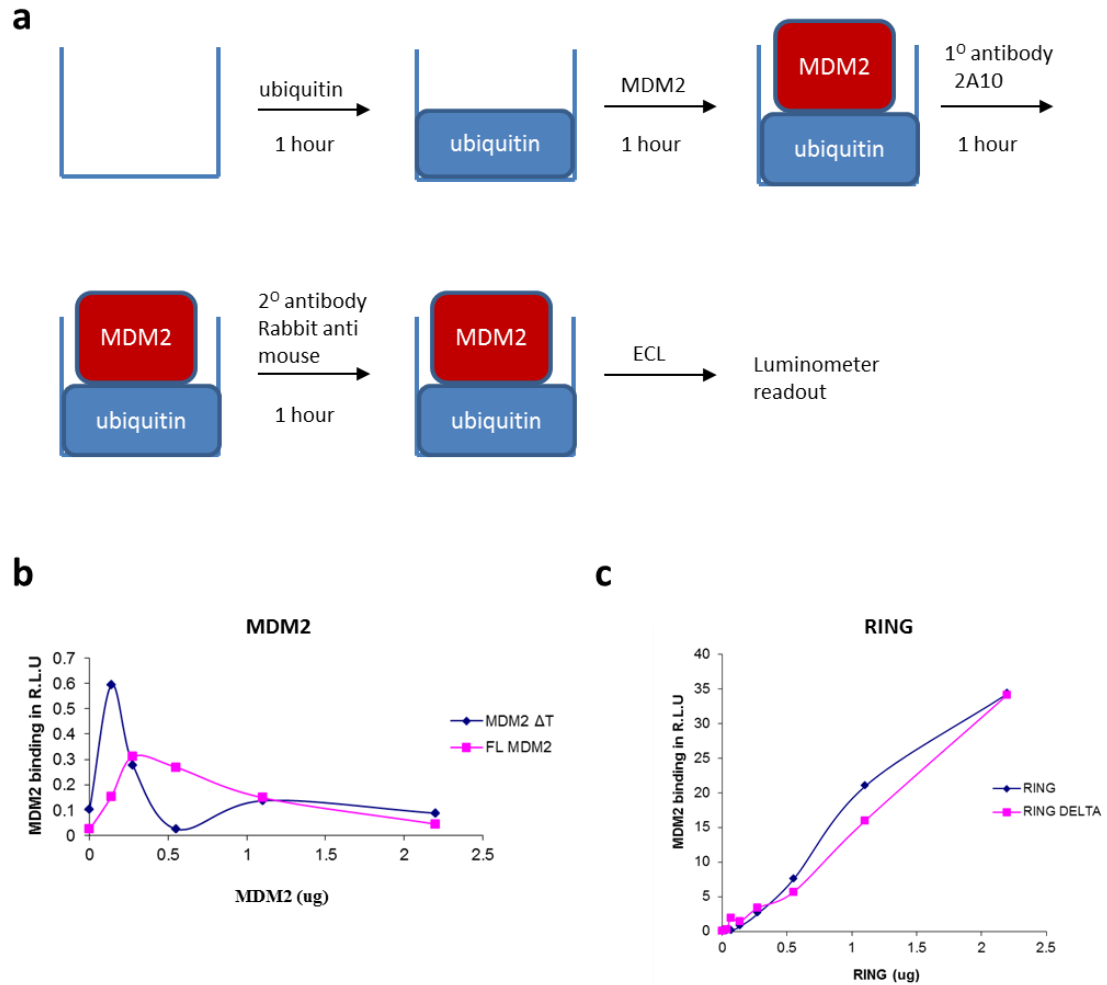 a
ubiquitin
1 hour
ubiquitin
MDM2
1 hour
MDM2
ubiquitin
1⁰ antibody
2A10
1 hour
MDM2
ubiquitin
2⁰ antibody
Rabbit anti
mouse
1 hour
MDM2
ubiquitin
ECL
Luminometer
readout
b
MDM2
MDM2 binding in R.L.U
0.7
0.6
0.5
0.4
0.3
0.2
0.1
0
0 0.5 1 1.5 2 2.5
MDM2 (ug)
MDM2 ΔT
FL MDM2
c
RING
MDM2 binding in R.L.U
40
35
30
25
20
15
10
5
0
0 0.5 1 1.5 2 2.5
RING (ug)
RING
RING DELTA